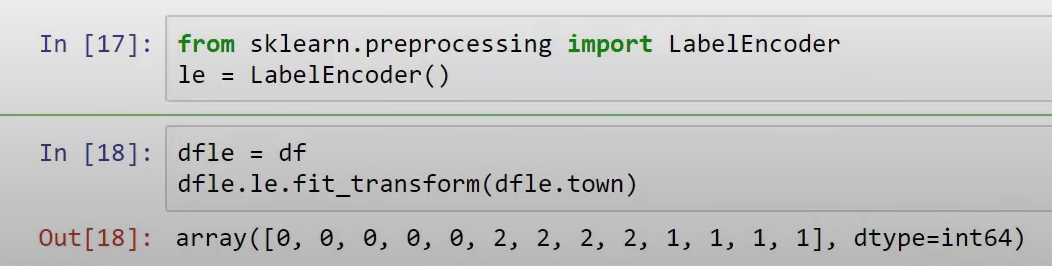 In [17]: from sklearn.preprocessing import LabelEncoder
le = LabelEncoder()
In [18]: dfle = df
dfle.le.fit_transform(dfle.town)
Out[18]: array([0, 0, 0, 0, 0, 2, 2, 2, 2, 1, 1, 1, 1], dtype=int64)